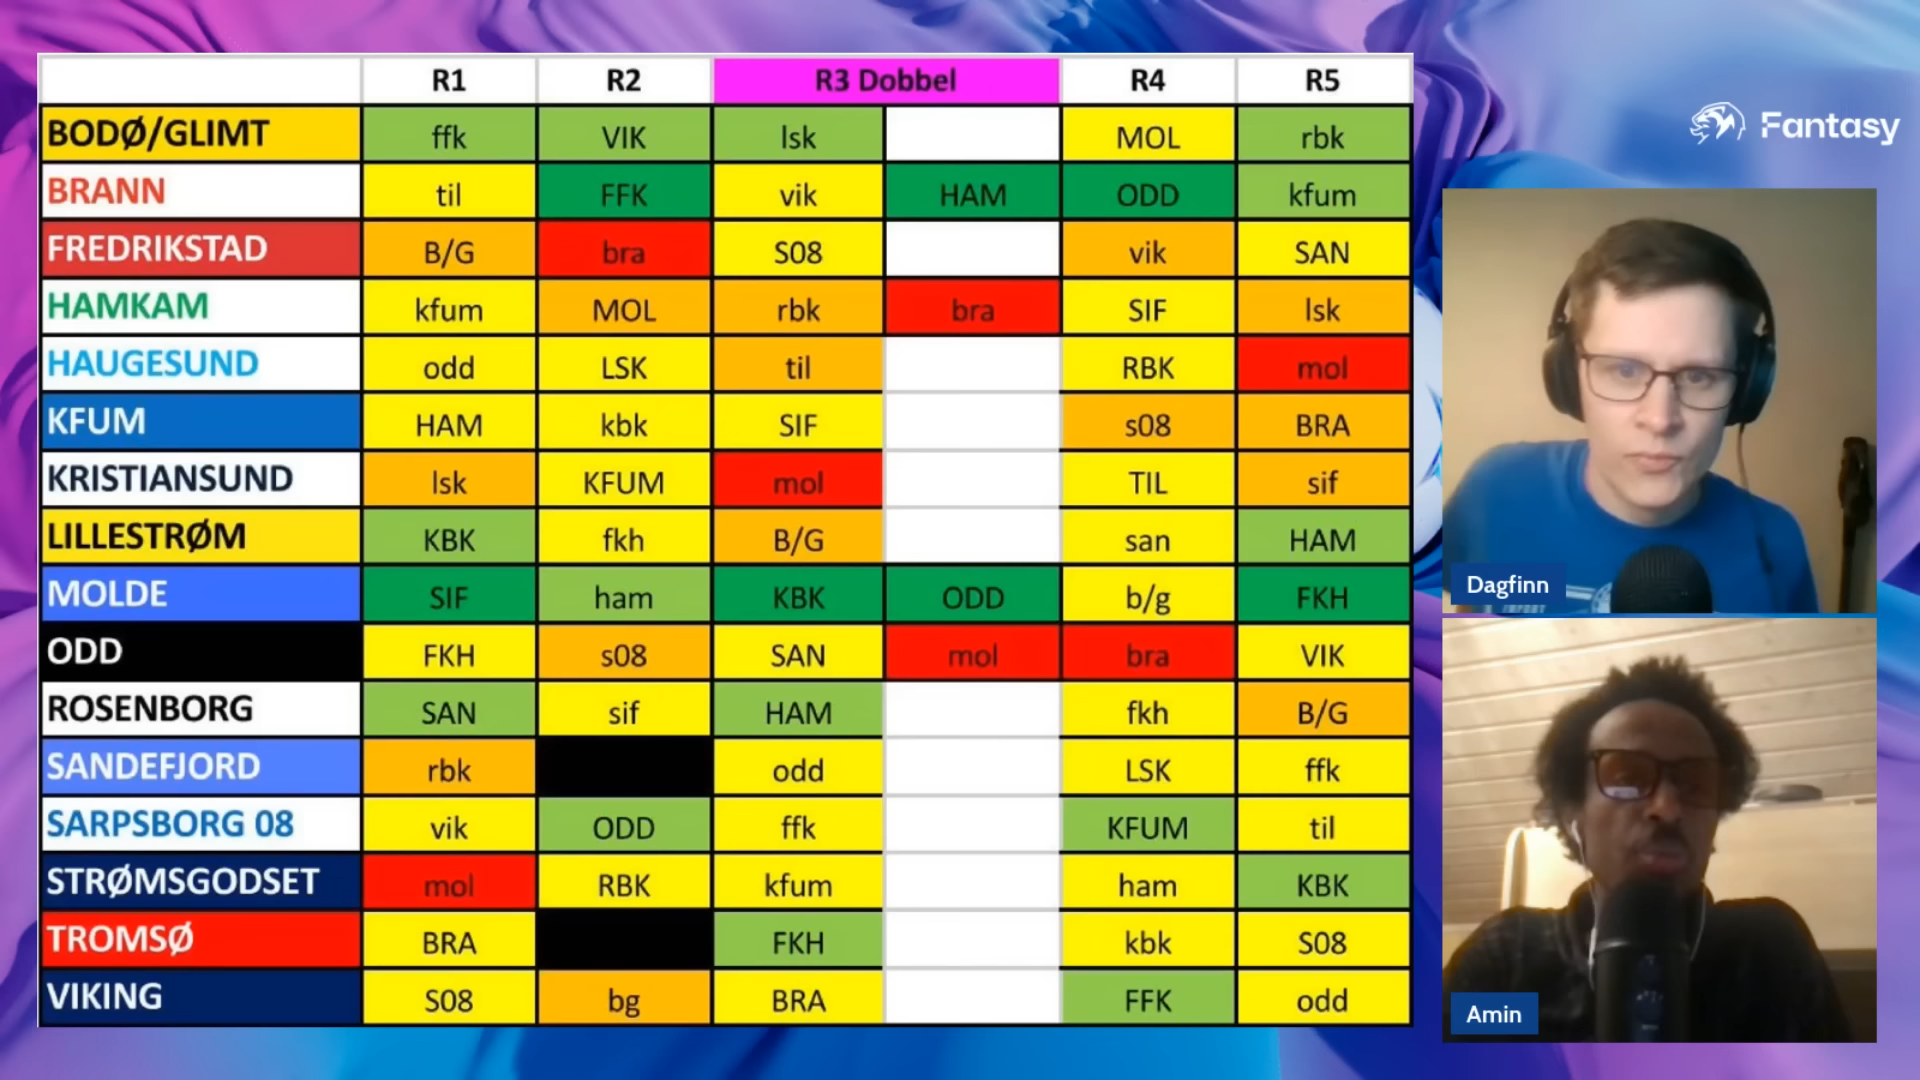 R1 R2 R3 Dobbel R4 R5
BODØ/GLIMT ffk VIK lsk MOL rbk
BRANN til FFK vik HAM ODD kfum
FREDRIKSTAD B/G bra S08 vik SAN
HAMKAM kfum MOL rbk bra SIF lsk
HAUGESUND odd LSK til RBK mol
KFUM HAM kbk SIF s08 BRA
KRISTIANSUND lsk KFUM mol TIL sif
LILLESTRØM KBK fkh B/G san HAM
MOLDE SIF ham KBK ODD b/g FKH
ODD FKH s08 SAN mol bra VIK
ROSENBORG SAN sif HAM fkh B/G
SANDEFJORD rbk odd LSK ffk
SARPSBORG 08 vik ODD ffk KFUM til
STRØMSGODSET mol RBK kfum ham KBK
TROMSØ BRA FKH kbk S08
VIKING S08 bg BRA FFK odd
Fantasy
Dagfinn
Amin